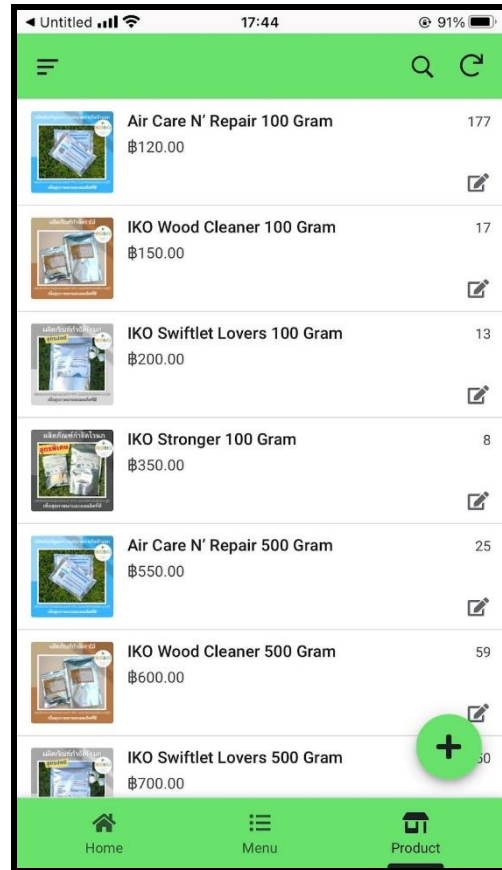 ◄ Untitled 17:44 91%
Air Care N' Repair 100 Gram 177
฿120.00
IKO Wood Cleaner 100 Gram 17
฿150.00
IKO Swiftlet Lovers 100 Gram 13
฿200.00
IKO Stronger 100 Gram 8
฿350.00
Air Care N' Repair 500 Gram 25
฿550.00
IKO Wood Cleaner 500 Gram 59
฿600.00
IKO Swiftlet Lovers 500 Gram
฿700.00
Home Menu Product